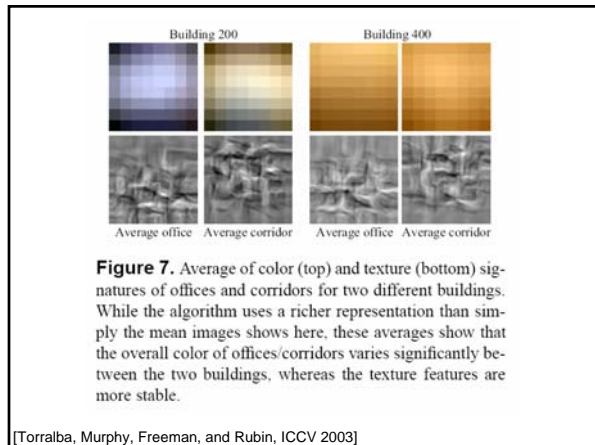 Building 200 Building 400
Average office Average corridor Average office Average corridor
Figure 7. Average of color (top) and texture (bottom) sig-
natures of offices and corridors for two different buildings.
While the algorithm uses a richer representation than sim-
ply the mean images shows here, these averages show that
the overall color of offices/corridors varies significantly be-
tween the two buildings, whereas the texture features are
more stable.
[Torralba, Murphy, Freeman, and Rubin, ICCV 2003]